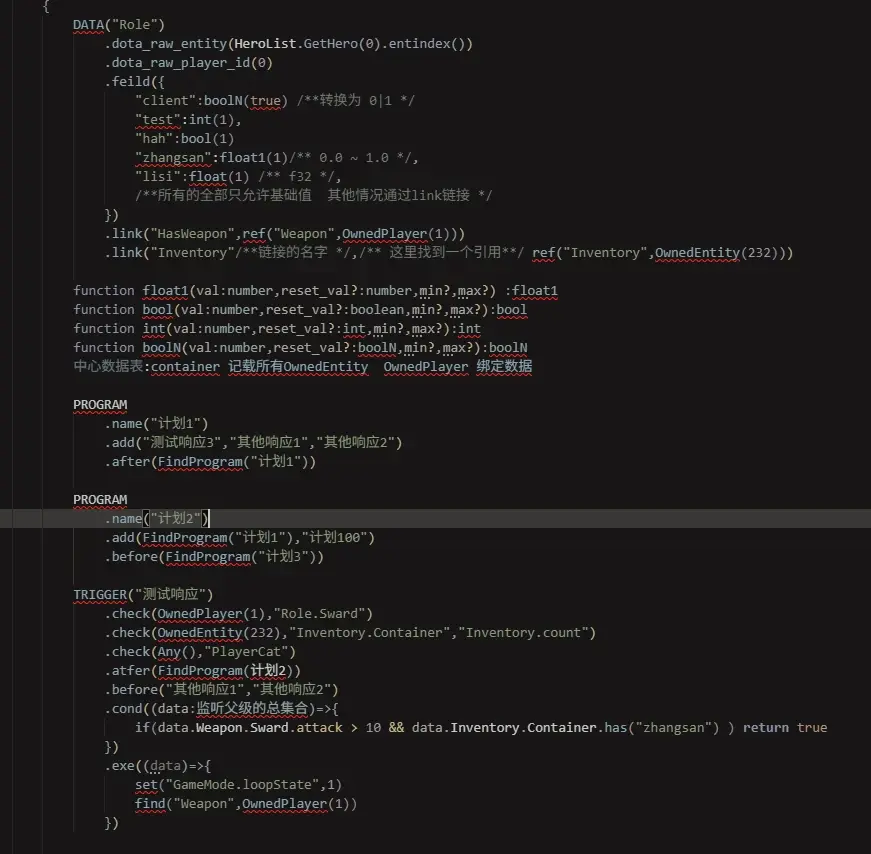 {
DATA("Role")
.dota_raw_entity(HeroList.GetHero(0).entindex())
.dota_raw_player_id(0)
.feild({
"client":boolN(true) /**转换为 0|1 */
"test":int(1),
"hah":bool(1)
"zhangsan":float1(1)/** 0.0 ~ 1.0 */,
"lisi":float(1) /** f32 */,
/**所有的全部只允许基础值  其他情况通过link链接 */
})
.link("HasWeapon",ref("Weapon",OwnedPlayer(1)))
.link("Inventory"/**链接的名字 */,/** 这里找到一个引用**/ ref("Inventory",OwnedEntity(232)))
function float1(val:number,reset_val?:number,min?,max?) :float1
function bool(val:number,reset_val?:boolean,min?,max?):bool
function int(val:number,reset_val?:int,min?,max?):int
function boolN(val:number,reset_val?:boolN,min?,max?):boolN
中心数据表:container 记载所有OwnedEntity  OwnedPlayer 绑定数据
PROGRAM
.name("计划1")
.add("测试响应3","其他响应1","其他响应2")
.after(FindProgram("计划1"))
PROGRAM
.name("计划2")
.add(FindProgram("计划1"),"计划100")
.before(FindProgram("计划3"))
TRIGGER("测试响应")
.check(OwnedPlayer(1),"Role.Sward")
.check(OwnedEntity(232),"Inventory.Container","Inventory.count")
.check(Any(),"PlayerCat")
.atfer(FindProgram(计划2))
.before("其他响应1","其他响应2")
.cond((data:监听父级的总集合)=>{
if(data.Weapon.Sward.attack > 10 && data.Inventory.Container.has("zhangsan") ) return true
})
.exe((data)=>{
set("GameMode.loopState",1)
find("Weapon",OwnedPlayer(1))
})